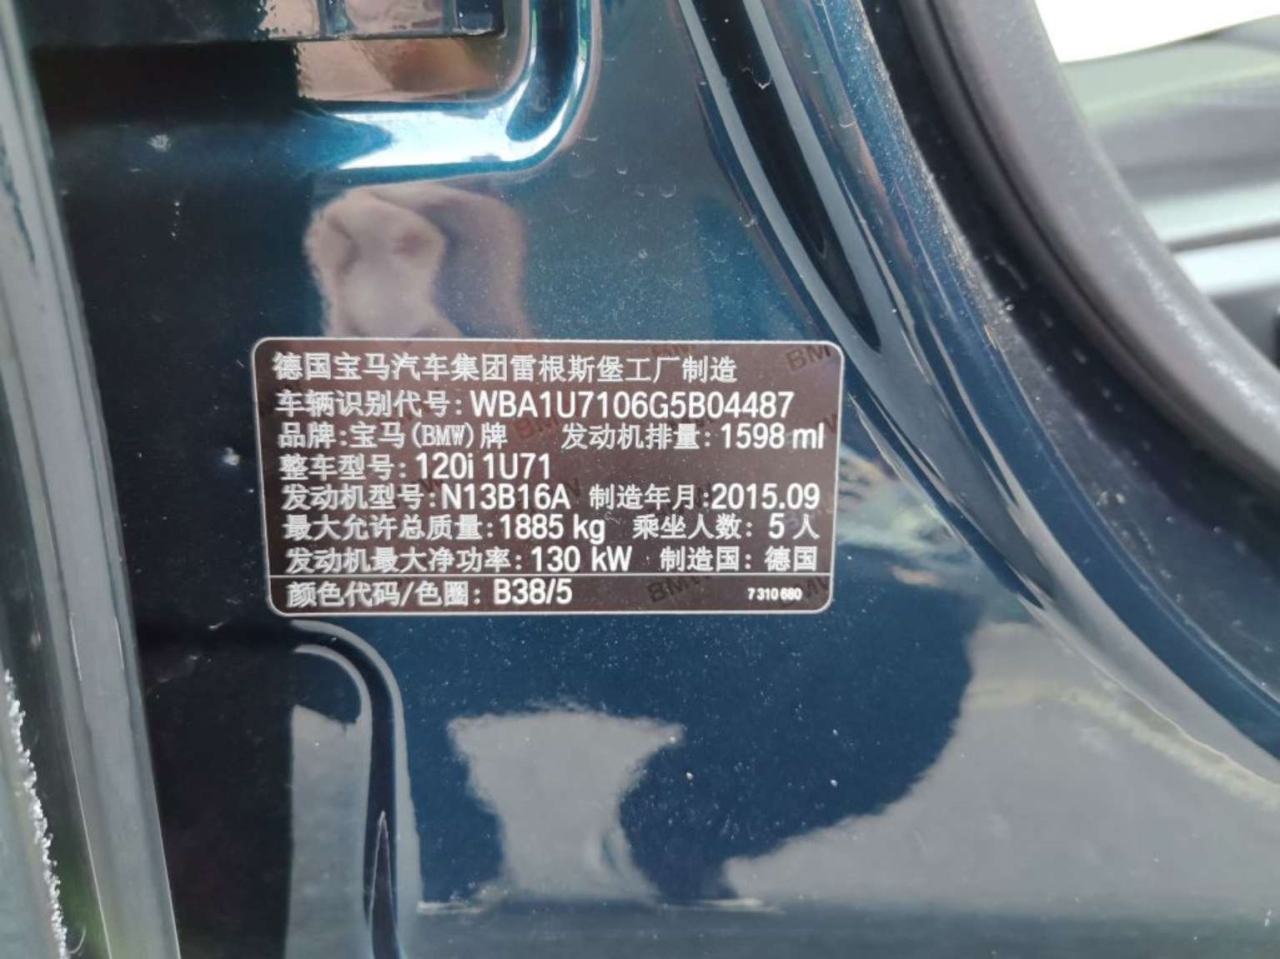 德国宝马汽车集团雷根斯堡工厂制造
车辆识别代号: WBA1U7106G5B04487
品牌:宝马(BMW)牌 发动机排量: 1598 ml
整车型号: 120i 1U71
发动机型号: N13B16A 制造年月:2015.09
最大允许总质量: 1885 kg 乘坐人数: 5 人
发动机最大净功率: 130 kW 制造国: 德国
颜色代码/色圈: B38/5 7 310 680